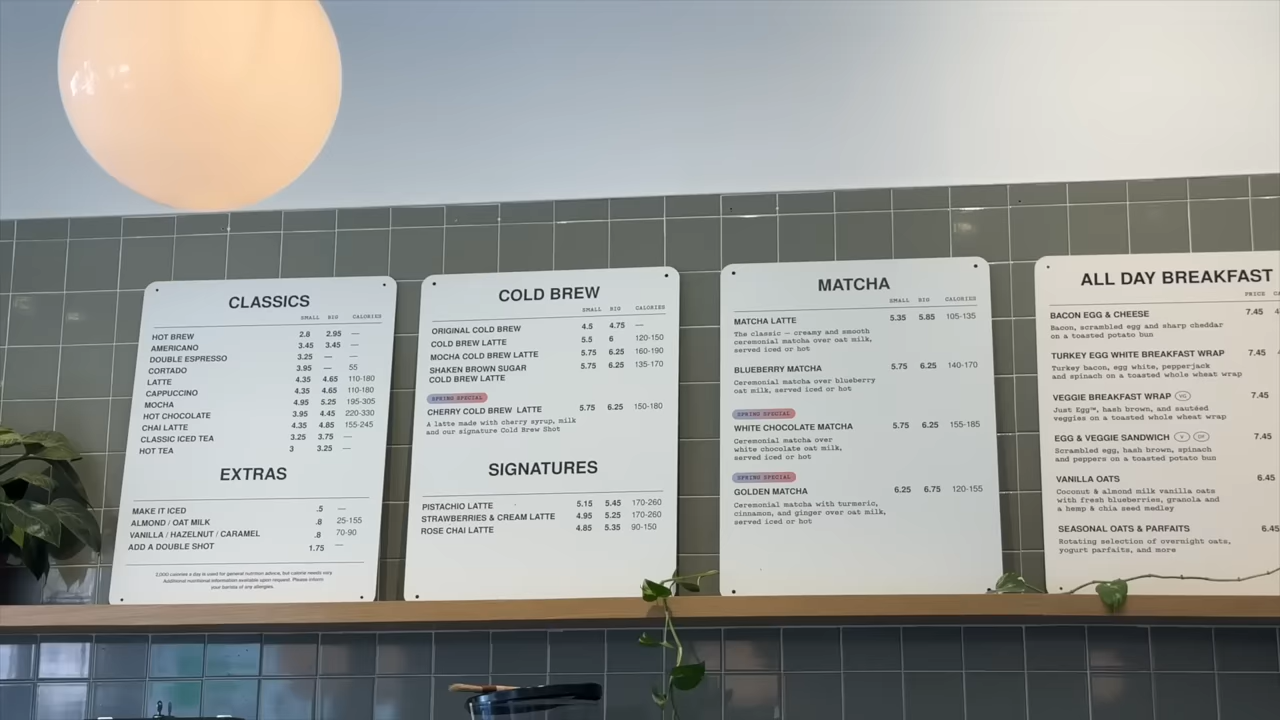 CLASSICS
SMALL BIG CALORIES
HOT BREW 2.8 2.95 —
AMERICANO 3.45 3.45 —
DOUBLE ESPRESSO 3.25 — —
CORTADO 3.95 — 55
LATTE 4.35 4.65 110-180
CAPPUCCINO 4.35 4.65 110-180
MOCHA 4.95 5.25 195-305
HOT CHOCOLATE 3.95 4.45 220-330
CHAI LATTE 4.35 4.85 155-245
CLASSIC ICED TEA 3.25 3.75 —
HOT TEA 3 3.25 —
EXTRAS
MAKE IT ICED .5 —
ALMOND / OAT MILK .8 25-155
VANILLA / HAZELNUT / CARAMEL .8 70-90
ADD A DOUBLE SHOT 1.75 —
2,000 calories a day is used for general nutrition advice, but calorie needs vary.
Additional nutritional information available upon request. Please inform
your barista of any allergies.
COLD BREW
SMALL BIG CALORIES
ORIGINAL COLD BREW 4.5 4.75 —
COLD BREW LATTE 5.5 6 120-150
MOCHA COLD BREW LATTE 5.75 6.25 160-190
SHAKEN BROWN SUGAR 5.75 6.25 135-170
COLD BREW LATTE
SPRING SPECIAL
CHERRY COLD BREW LATTE 5.75 6.25 150-180
A latte made with cherry syrup, milk
and our signature Cold Brew Shot
SIGNATURES
PISTACHIO LATTE 5.15 5.45 170-260
STRAWBERRIES & CREAM LATTE 4.95 5.25 170-260
ROSE CHAI LATTE 4.85 5.35 90-150
MATCHA
SMALL BIG CALORIES
MATCHA LATTE 5.35 5.85 105-135
The classic — creamy and smooth
ceremonial matcha over oat milk,
served iced or hot
BLUEBERRY MATCHA 5.75 6.25 140-170
Ceremonial matcha over blueberry
oat milk, served iced or hot
SPRING SPECIAL
WHITE CHOCOLATE MATCHA 5.75 6.25 155-185
Ceremonial matcha over
white chocolate oat milk,
served iced or hot
SPRING SPECIAL
GOLDEN MATCHA 6.25 6.75 120-155
Ceremonial matcha with turmeric,
cinnamon, and ginger over oat milk,
served iced or hot
ALL DAY BREAKFAST
PRICE
BACON EGG & CHEESE 7.45
Bacon, scrambled egg and sharp cheddar
on a toasted potato bun
TURKEY EGG WHITE BREAKFAST WRAP 7.45
Turkey bacon, egg white, pepperjack
and spinach on a toasted whole wheat wrap
VEGGIE BREAKFAST WRAP VG 7.45
Just Egg™, hash brown, and sautéed
veggies on a toasted whole wheat wrap
EGG & VEGGIE SANDWICH V 7.45
Scrambled egg, hash brown, spinach
and peppers on a toasted potato bun
VANILLA OATS 6.45
Coconut & almond milk vanilla oats
with fresh blueberries, granola and
a hemp & chia seed medley
SEASONAL OATS & PARFAITS 6.45
Rotating selection of overnight oats,
yogurt parfaits, and more